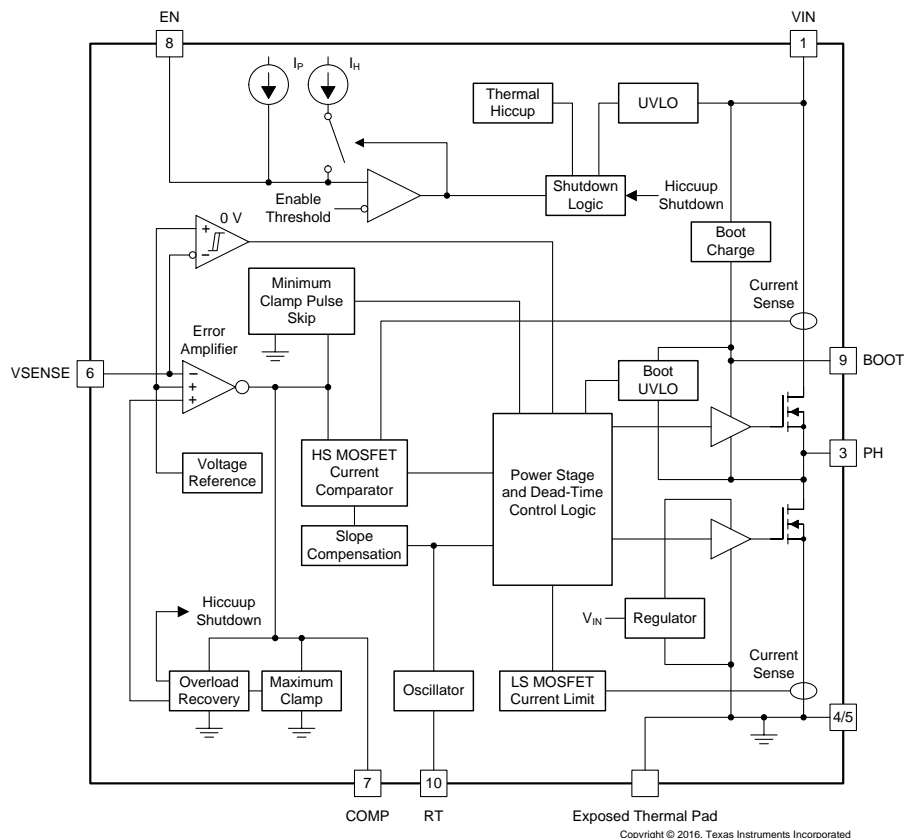 EN
VIN
8
1
IP
IH
Thermal
Hiccup
UVLO
Enable
Threshold
Shutdown
Logic
Hiccuup
Shutdown
0 V
+
−
Boot
Charge
Minimum
Clamp Pulse
Skip
Current
Sense
Error
Amplifier
VSENSE
6
−
+
+
9
BOOT
Boot
UVLO
Voltage
Reference
HS MOSFET
Current
Comparator
Power Stage
and Dead-Time
Control Logic
3
PH
Slope
Compensation
Hiccuup
Shutdown
VIN
Regulator
Overload
Recovery
Maximum
Clamp
Oscillator
LS MOSFET
Current Limit
Current
Sense
4/5
7
10
COMP
RT
Exposed Thermal Pad
Copyright © 2016, Texas Instruments Incorporated